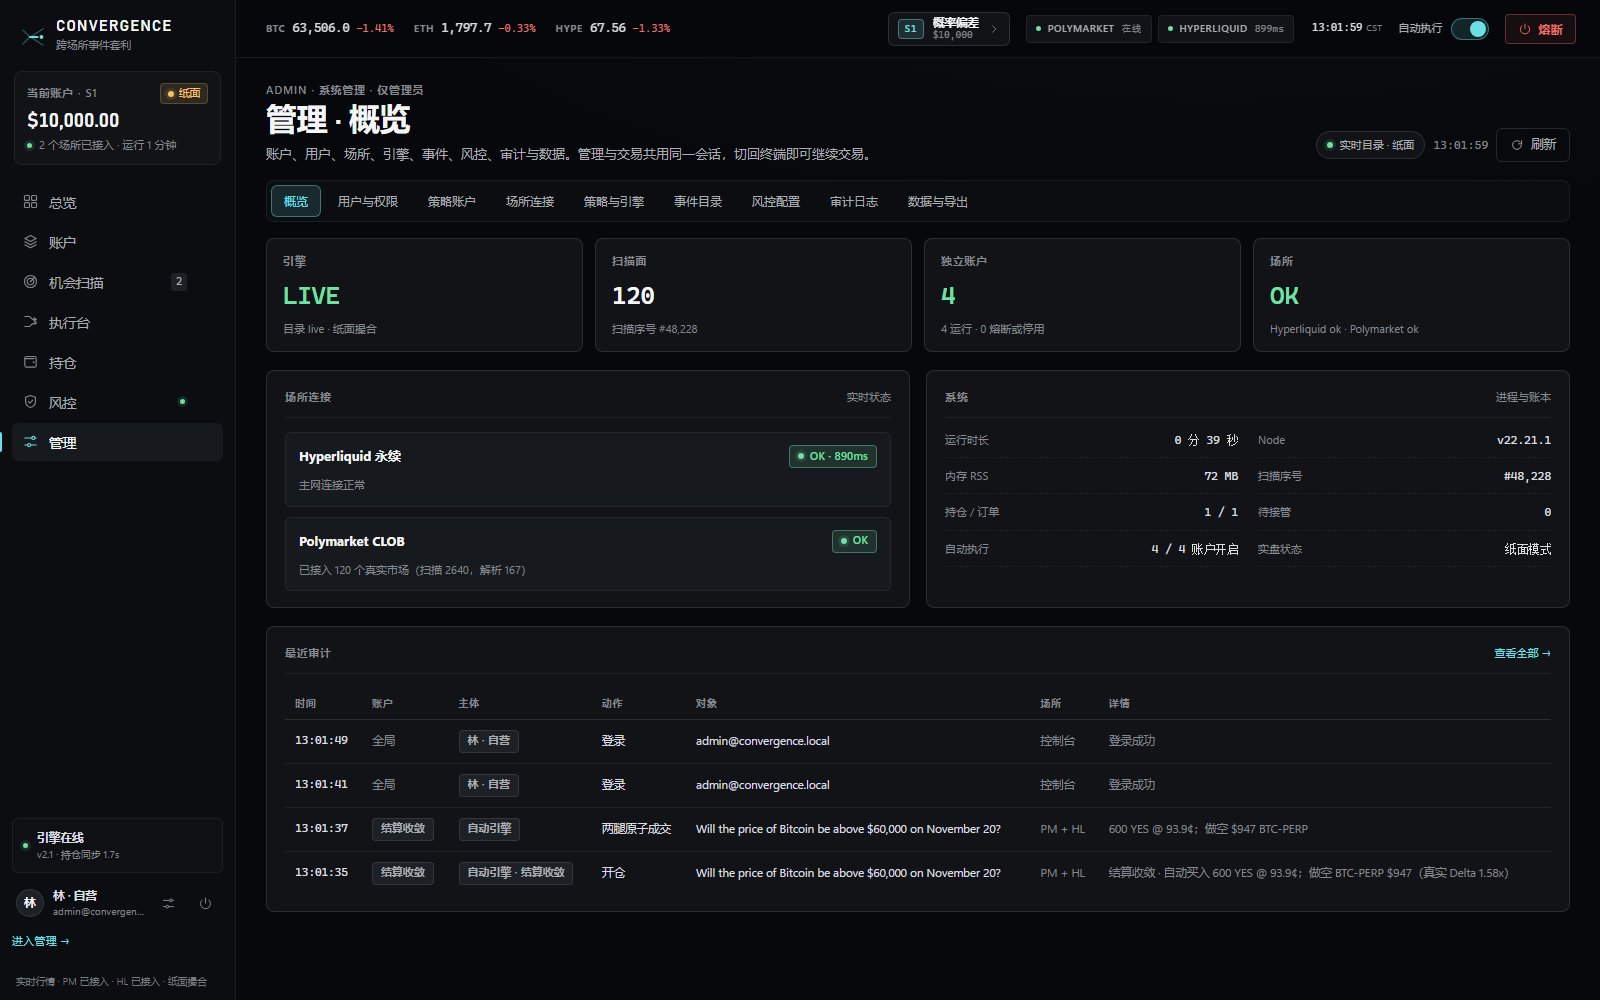 CONVERGENCE
跨场所事件套利
当前账户 · S1
纸面
$10,000.00
2 个场所已接入 · 运行 1 分钟
总览
账户
机会扫描
2
执行台
持仓
风控
管理
引擎在线
v2.1 · 持仓同步 1.7s
林
林 · 自营
admin@convergen...
进入管理 →
实时行情 · PM 已接入 · HL 已接入 · 纸面撮合
BTC 63,506.0 −1.41%
ETH 1,797.7 −0.33%
HYPE 67.56 −1.33%
S1
概率偏差
$10,000
POLYMARKET 在线
HYPERLIQUID 899ms
13:01:59 CST
自动执行
熔断
ADMIN · 系统管理 · 仅管理员
管理 · 概览
账户、用户、场所、引擎、事件、风控、审计与数据。管理与交易共用同一会话，切回终端即可继续交易。
实时目录 · 纸面
13:01:59
刷新
概览
用户与权限
策略账户
场所连接
策略与引擎
事件目录
风控配置
审计日志
数据与导出
引擎
LIVE
目录 live · 纸面撮合
扫描面
120
扫描序号 #48,228
独立账户
4
4 运行 · 0 熔断或停用
场所
OK
Hyperliquid ok · Polymarket ok
场所连接
实时状态
Hyperliquid 永续
OK · 890ms
主网连接正常
Polymarket CLOB
OK
已接入 120 个真实市场（扫描 2640，解析 167）
系统
进程与账本
运行时长 0 分 39 秒
Node v22.21.1
内存 RSS 72 MB
扫描序号 #48,228
持仓 / 订单 1 / 1
待接管 0
自动执行 4 / 4 账户开启
实盘状态 纸面模式
最近审计
查看全部 →
时间 账户 主体 动作 对象 场所 详情
13:01:49 全局 林 · 自营 登录 admin@convergence.local 控制台 登录成功
13:01:41 全局 林 · 自营 登录 admin@convergence.local 控制台 登录成功
13:01:37 结算收敛 自动引擎 两腿原子成交 Will the price of Bitcoin be above $60,000 on November 20? PM + HL 600 YES @ 93.9¢；做空 $947 BTC-PERP
13:01:35 结算收敛 自动引擎 · 结算收敛 开仓 Will the price of Bitcoin be above $60,000 on November 20? PM + HL 结算收敛 · 自动买入 600 YES @ 93.9¢；做空 BTC-PERP $947（真实 Delta 1.58x）